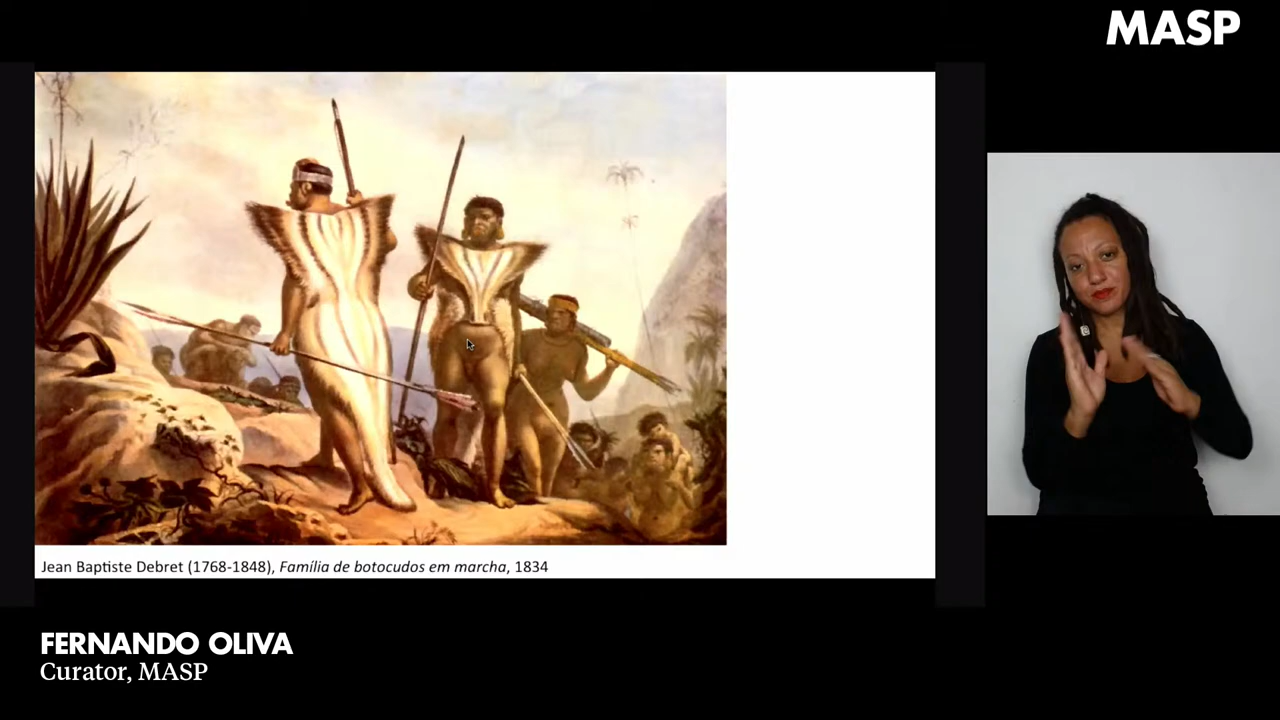 MASP
Jean Baptiste Debret (1768-1848), Família de botocudos em marcha, 1834
FERNANDO OLIVA
Curator, MASP